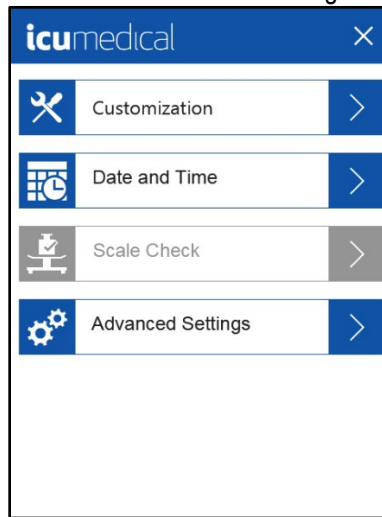 icumedical
Customization
Date and Time
Scale Check
Advanced Settings